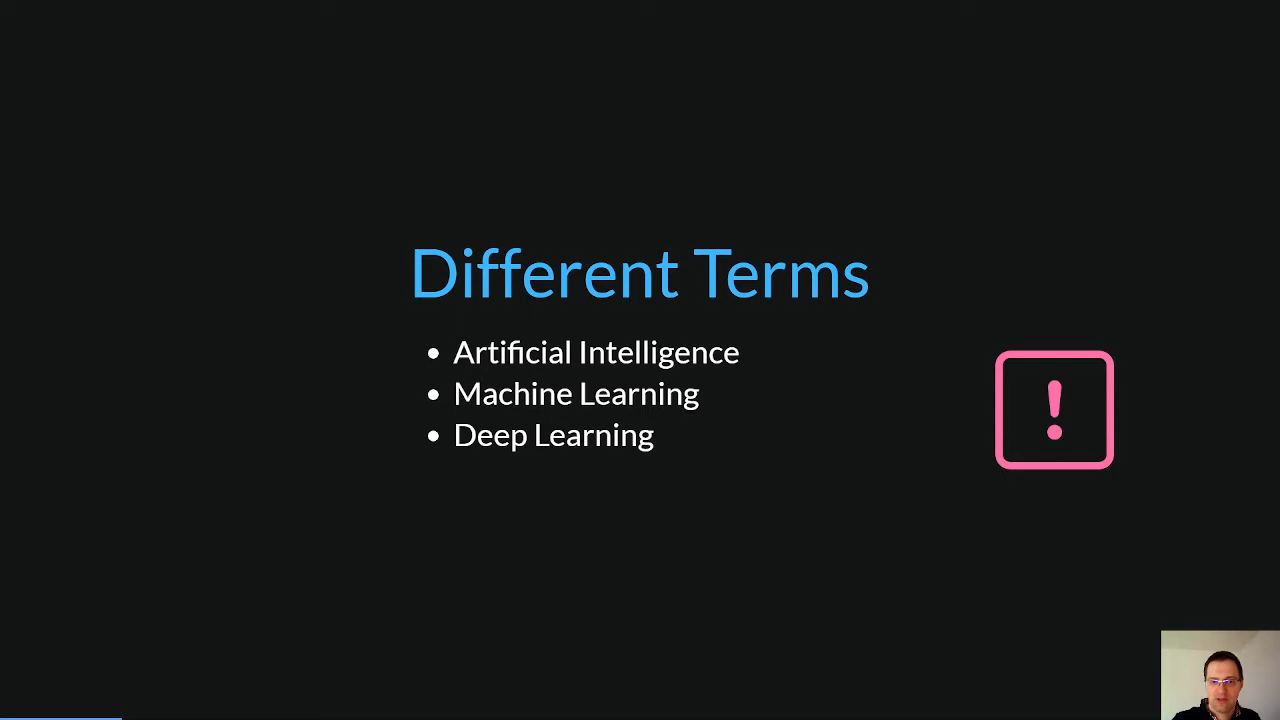 Different Terms
Artificial Intelligence
Machine Learning
Deep Learning
!